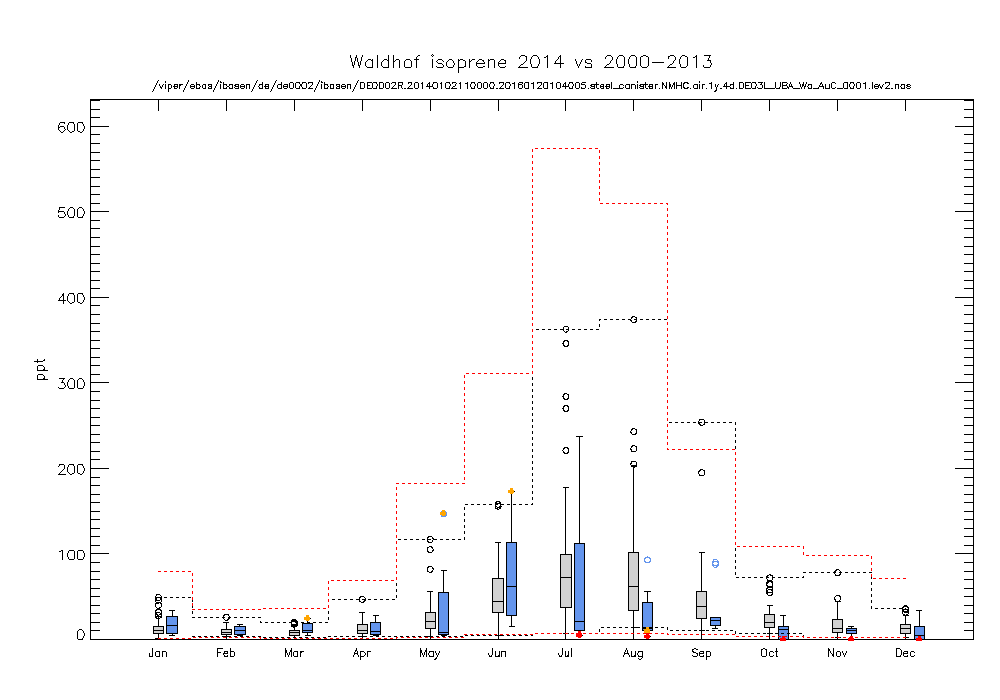 Waldhof isoprene 2014 vs 2000-2013
/viper/ebas/ibasen/de/de0002/ibasen/DE0002R.20140102110000.20160120104005.steel_canister.NMHC.air.1y.4d.DE03L_UBA_Wa_AuC_0001.lev2.nas
600
500
400
300
200
100
0
ppt
Jan Feb Mar Apr May Jun Jul Aug Sep Oct Nov Dec